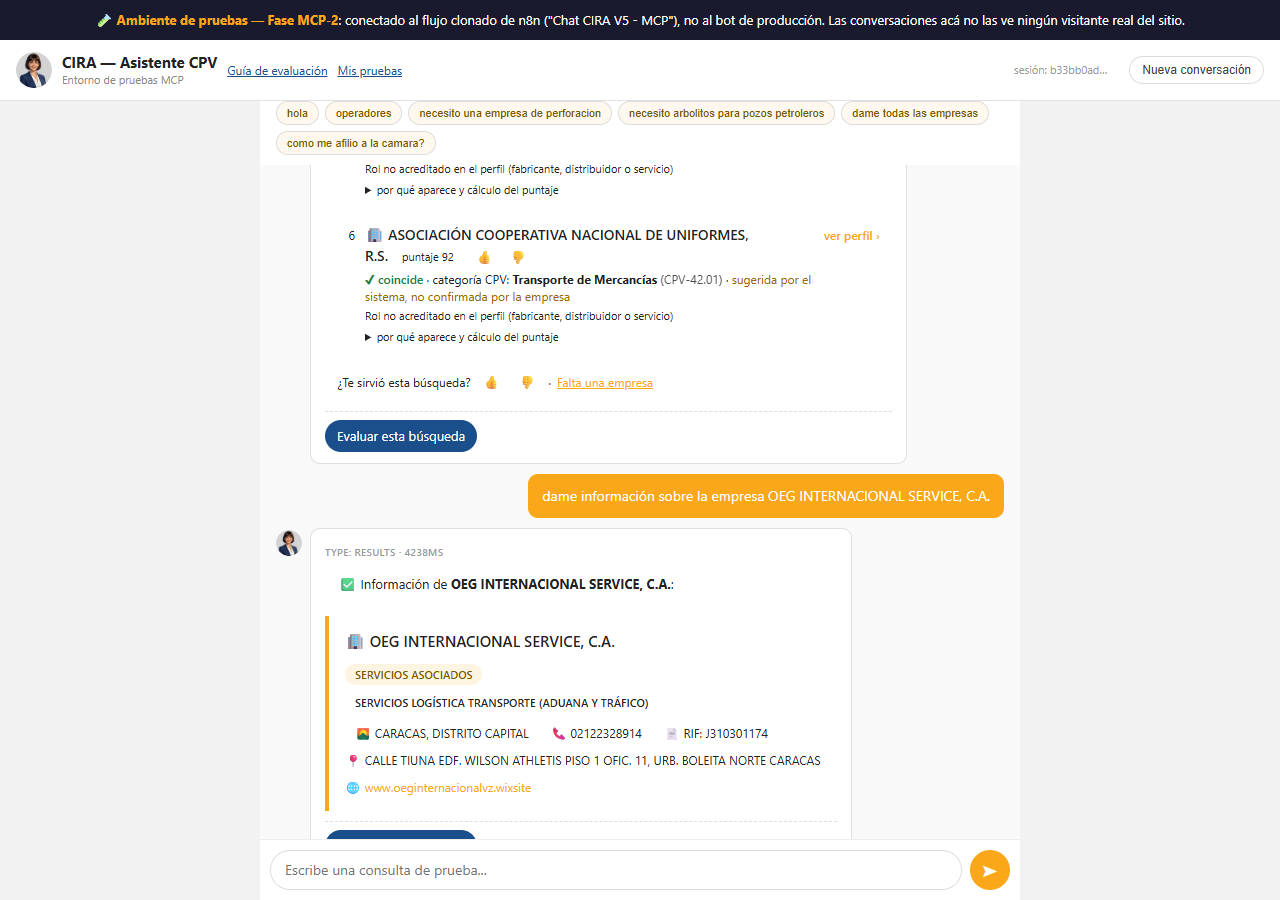 Ambiente de pruebas — Fase MCP-2: conectado al flujo clonado de n8n ("Chat CIRA V5 - MCP"), no al bot de producción. Las conversaciones acá no las ve ningún visitante real del sitio.
CIRA — Asistente CPV
Entorno de pruebas MCP
Guía de evaluación Mis pruebas
sesión: b33bb0ad...
Nueva conversación
hola operadores necesito una empresa de perforacion necesito arbolitos para pozos petroleros dame todas las empresas
como me afilio a la camara?
Rol no acreditado en el perfil (fabricante, distribuidor o servicio)
▶ por qué aparece y cálculo del puntaje
6 ASOCIACIÓN COOPERATIVA NACIONAL DE UNIFORMES, ver perfil ›
R.S. puntaje 92
✔ coincide · categoría CPV: Transporte de Mercancías (CPV-42.01) · sugerida por el
sistema, no confirmada por la empresa
Rol no acreditado en el perfil (fabricante, distribuidor o servicio)
▶ por qué aparece y cálculo del puntaje
¿Te sirvió esta búsqueda? · Falta una empresa
Evaluar esta búsqueda
dame información sobre la empresa OEG INTERNACIONAL SERVICE, C.A.
TYPE: RESULTS · 4238MS
Información de OEG INTERNACIONAL SERVICE, C.A.:
OEG INTERNACIONAL SERVICE, C.A.
SERVICIOS ASOCIADOS
SERVICIOS LOGÍSTICA TRANSPORTE (ADUANA Y TRÁFICO)
CARACAS, DISTRITO CAPITAL 02122328914 RIF: J310301174
CALLE TIUNA EDF. WILSON ATHLETIS PISO 1 OFIC. 11, URB. BOLEITA NORTE CARACAS
www.oeginternacionalvz.wixsite
Escribe una consulta de prueba...